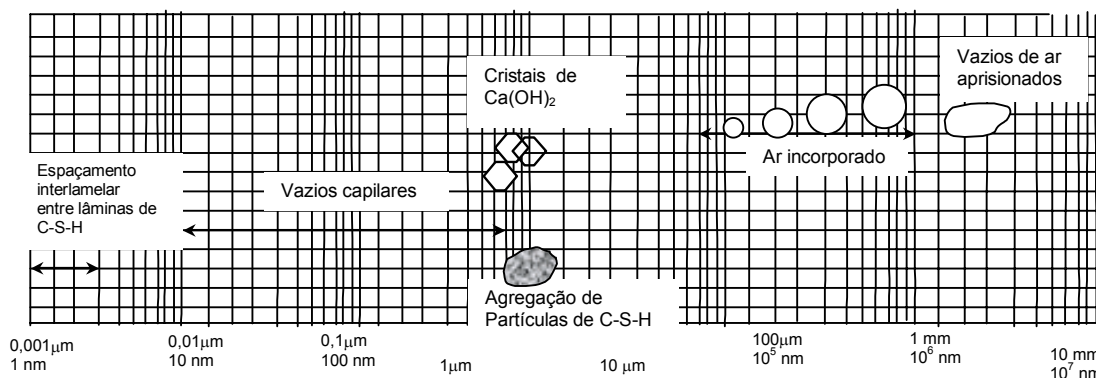 Vazios de ar
aprisionados
Cristais de
Ca(OH)₂
Ar incorporado
Espaçamento
interlamelar
entre lâminas de
C-S-H
Vazios capilares
Agregação de
Partículas de C-S-H
0,001μm
1 nm
0,01μm
10 nm
0,1μm
100 nm
1μm
10 μm
100μm
10⁵ nm
1 mm
10⁶ nm
10 mm
10⁷ nm